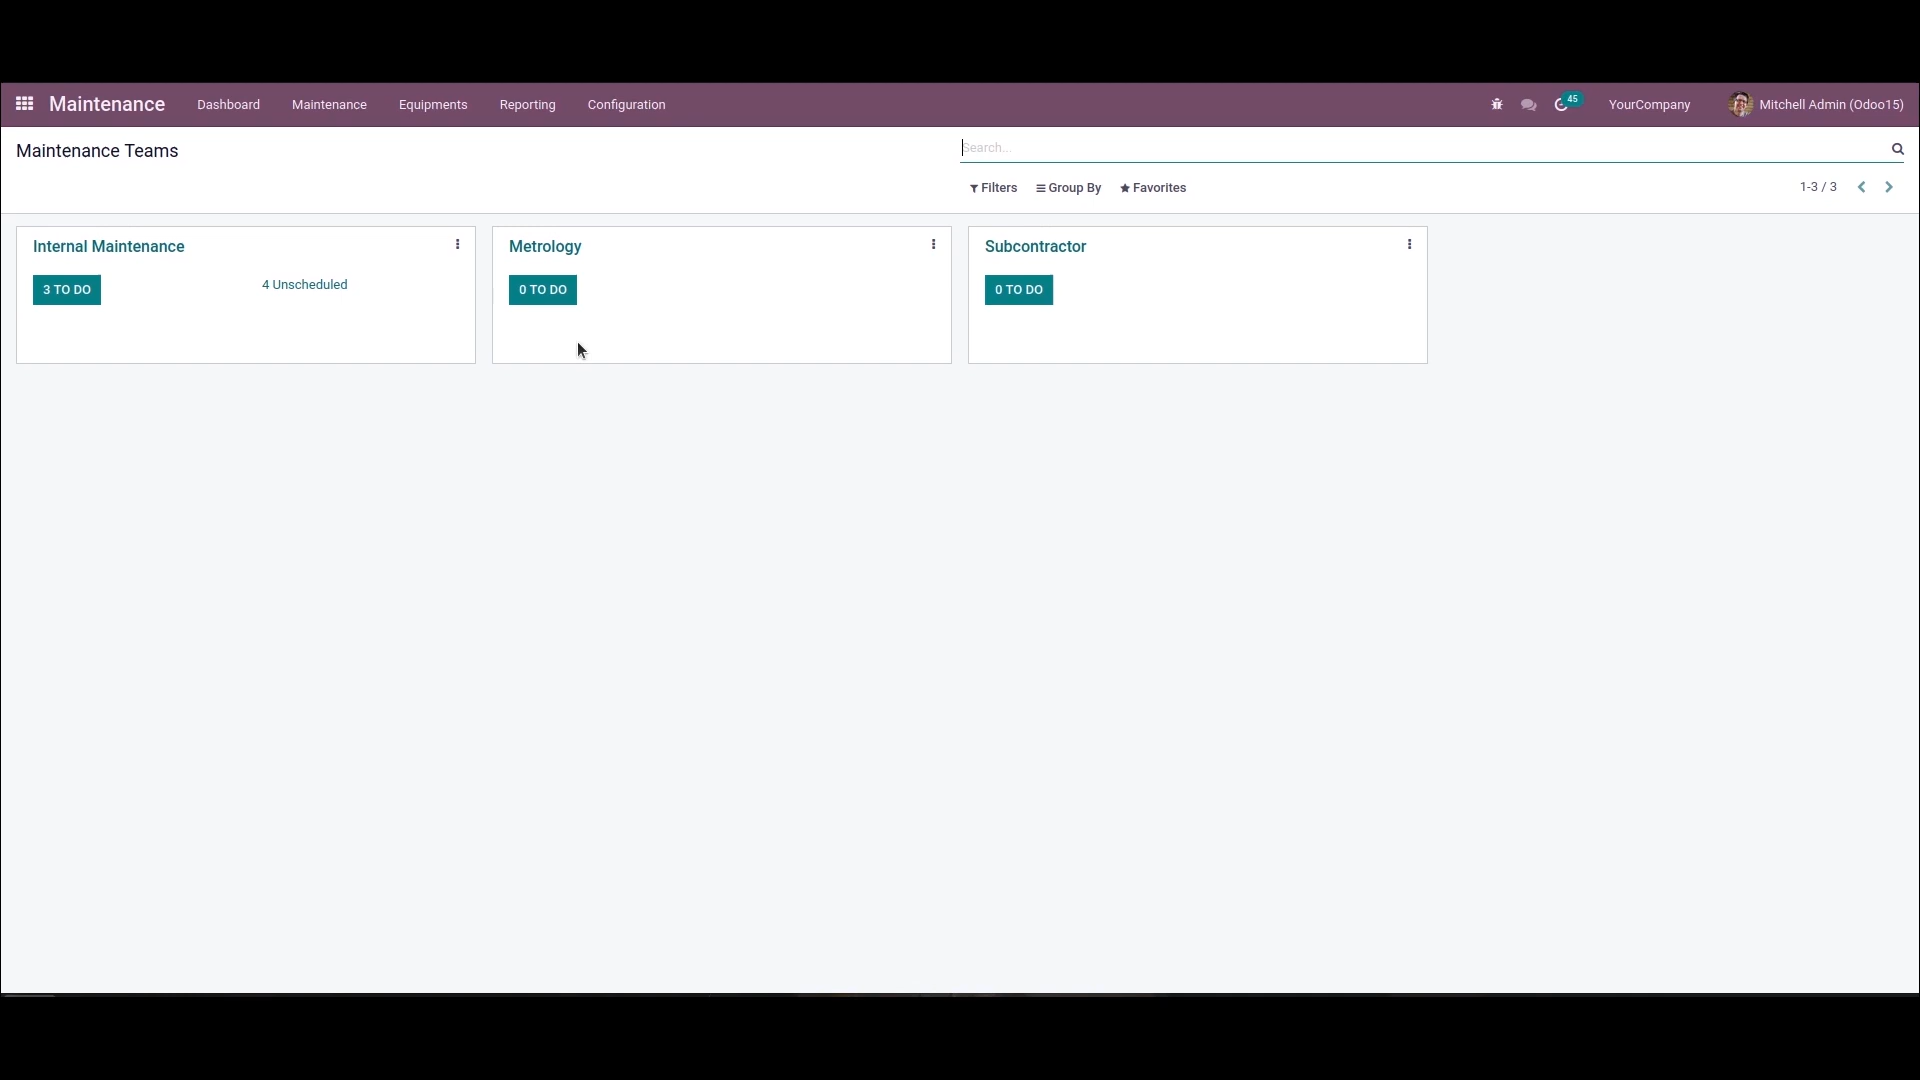 Maintenance Dashboard Maintenance Equipments Reporting Configuration 45 YourCompany Mitchell Admin (Odoo15)
Maintenance Teams
Search...
Filters Group By Favorites 1-3 / 3
Internal Maintenance
3 TO DO 4 Unscheduled
Metrology
0 TO DO
Subcontractor
0 TO DO